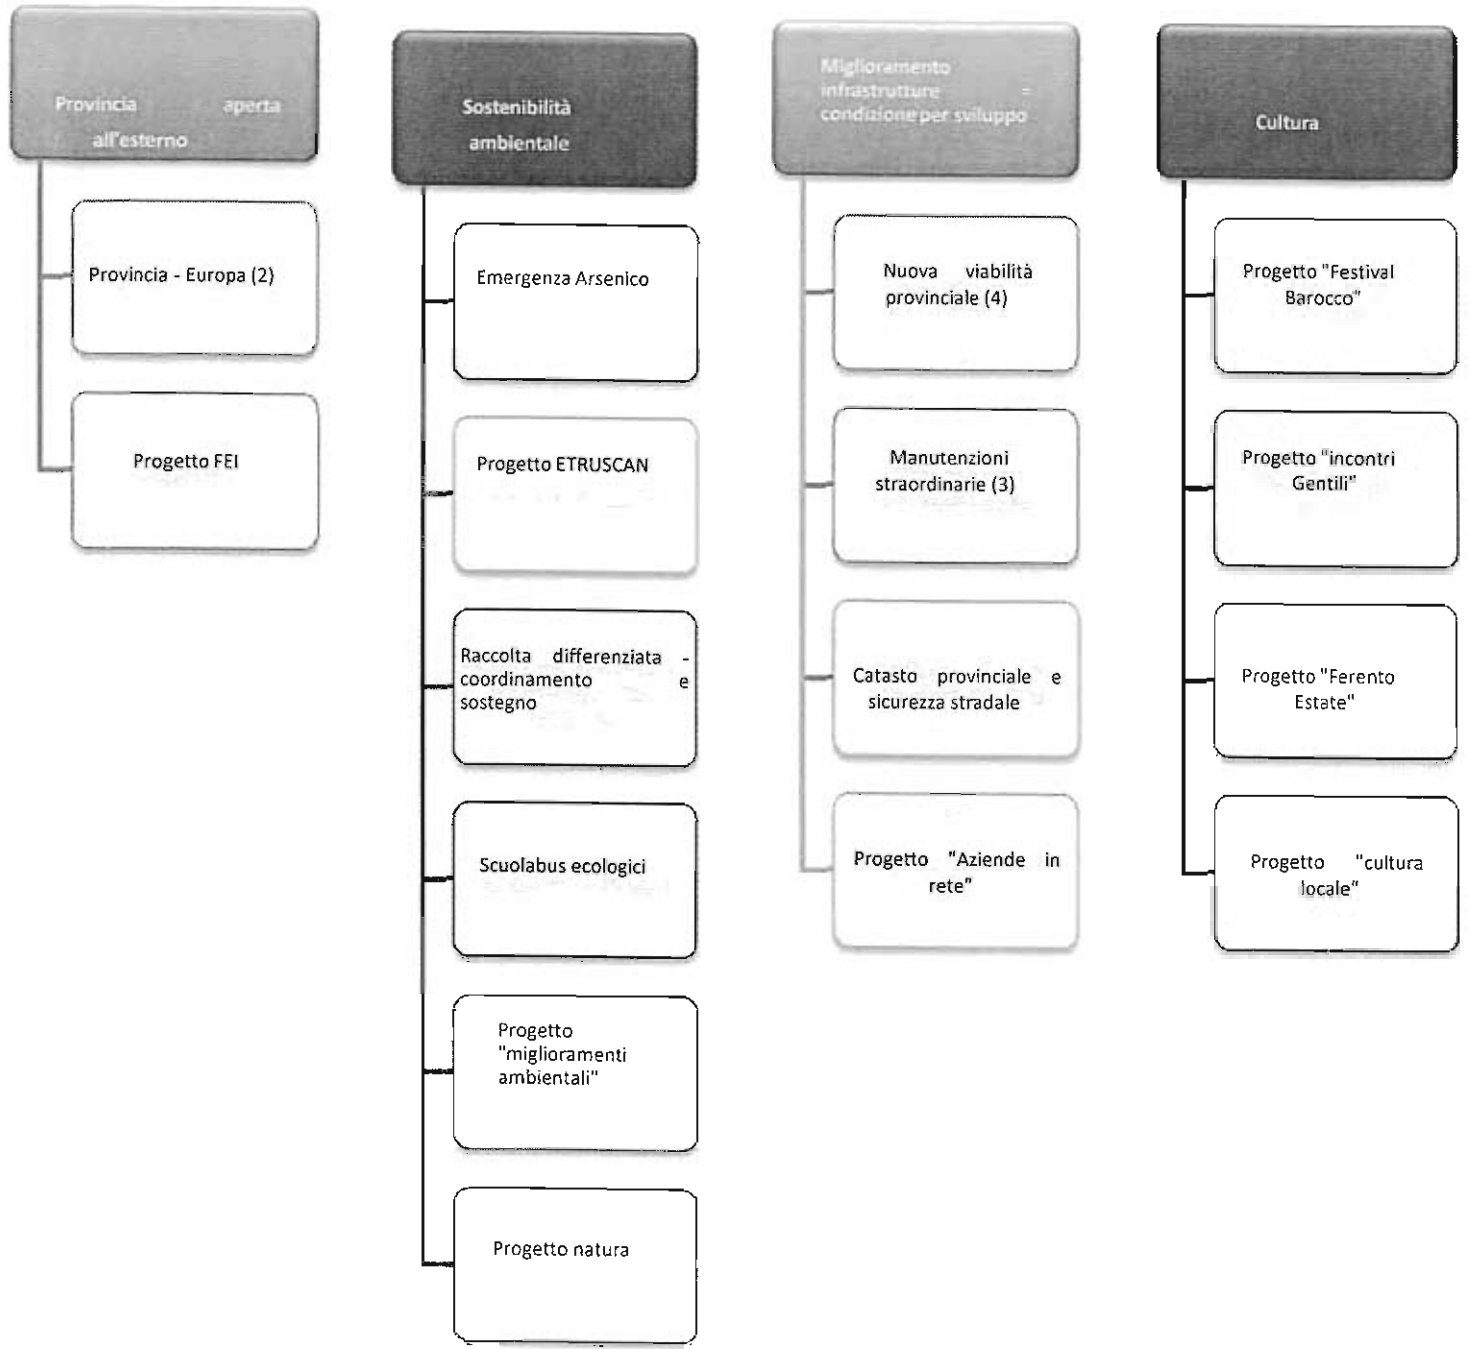 Provincia aperta
all'esterno
Provincia - Europa (2)
Progetto FEI
Sostenibilità
ambientale
Emergenza Arsenico
Progetto ETRUSCAN
Raccolta differenziata -
coordinamento e
sostegno
Scuolabus ecologici
Progetto
"miglioramenti
ambientali"
Progetto natura
Miglioramento
infrastrutture =
condizione per sviluppo
Nuova viabilità
provinciale (4)
Manutenzioni
straordinarie (3)
Catasto provinciale e
sicurezza stradale
Progetto "Aziende in
rete"
Cultura
Progetto "Festival
Barocco"
Progetto "incontri
Gentili"
Progetto "Ferento
Estate"
Progetto "cultura
locale"